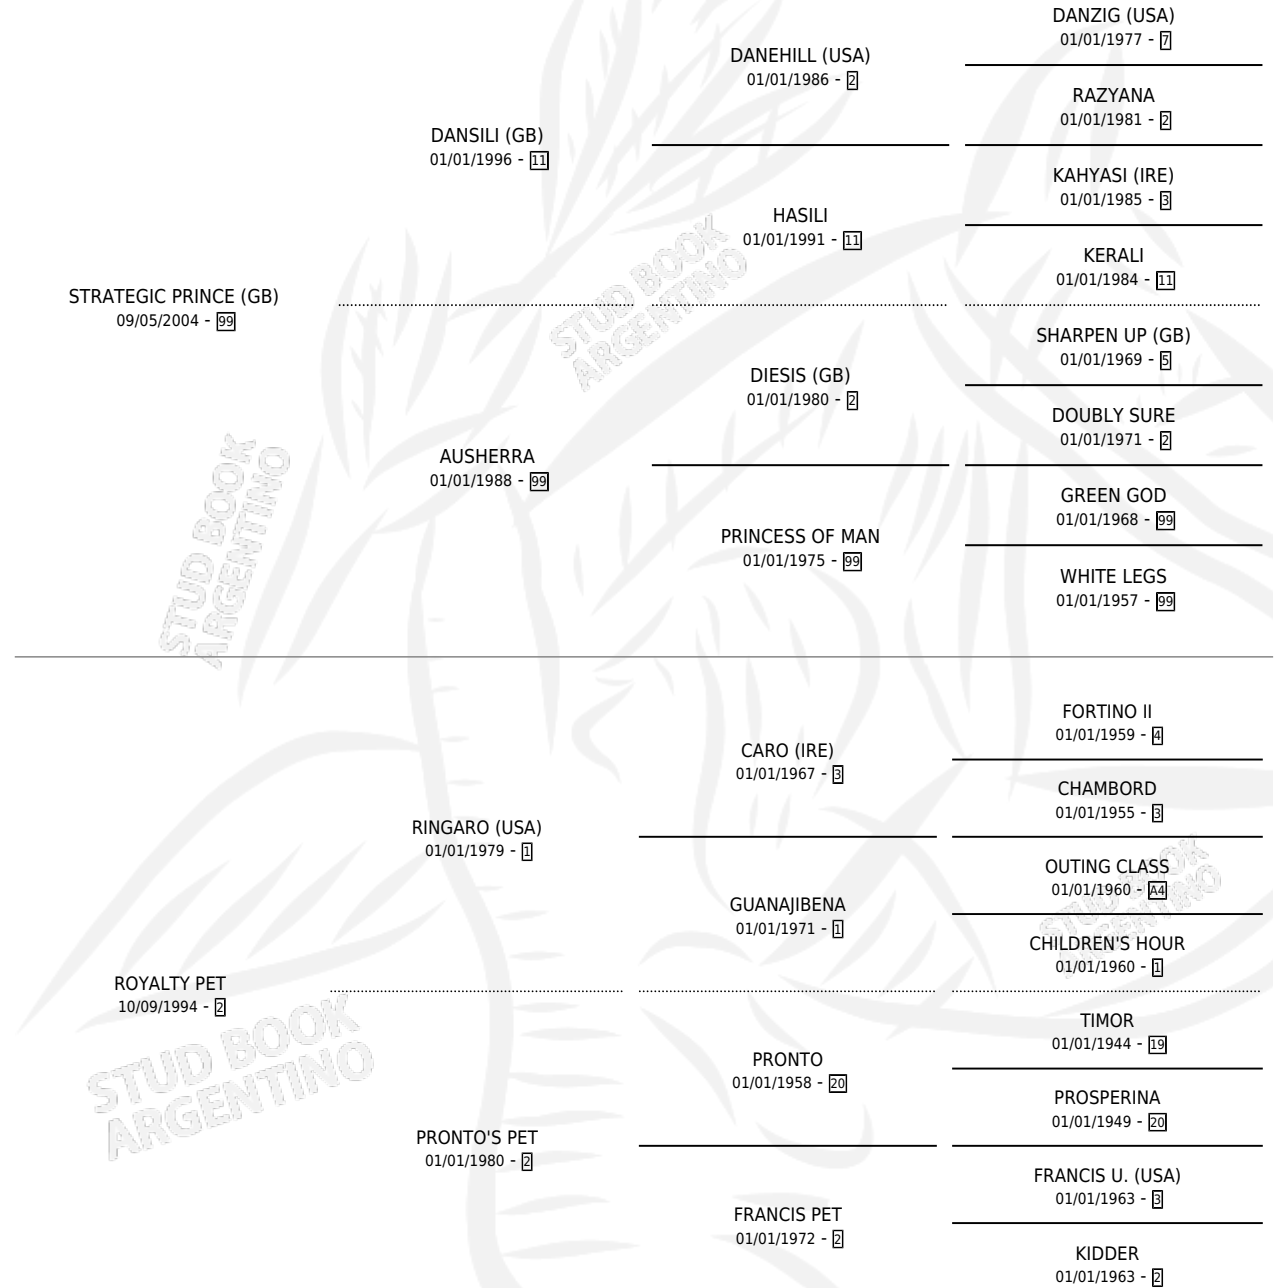 DANZIG (USA)
01/01/1977 - 7
DANEHILL (USA)
01/01/1986 - 2
RAZYANA
01/01/1981 - 2
DANSILI (GB)
01/01/1996 - 11
KAHYASI (IRE)
01/01/1985 - 3
HASILI
01/01/1991 - 11
KERALI
01/01/1984 - 11
STRATEGIC PRINCE (GB)
09/05/2004 - 99
SHARPEN UP (GB)
01/01/1969 - 5
DIESIS (GB)
01/01/1980 - 2
DOUBLY SURE
01/01/1971 - 2
AUSHERRA
01/01/1988 - 99
GREEN GOD
01/01/1968 - 99
PRINCESS OF MAN
01/01/1975 - 99
WHITE LEGS
01/01/1957 - 99
FORTINO II
01/01/1959 - 4
CARO (IRE)
01/01/1967 - 3
CHAMBORD
01/01/1955 - 3
RINGARO (USA)
01/01/1979 - 1
OUTING CLASS
01/01/1960 - A4
GUANAJIBENA
01/01/1971 - 1
CHILDREN'S HOUR
01/01/1960 - 1
ROYALTY PET
10/09/1994 - 2
TIMOR
01/01/1944 - 19
PRONTO
01/01/1958 - 20
PROSPERINA
01/01/1949 - 20
PRONTO'S PET
01/01/1980 - 2
FRANCIS U. (USA)
01/01/1963 - 3
FRANCIS PET
01/01/1972 - 2
KIDDER
01/01/1963 - 2
STUD BOOK
ARGENTINO
STUD BOOK
ARGENTINO
STUD BOOK
ARGENTINO
STUD BOOK
ARGENTINO